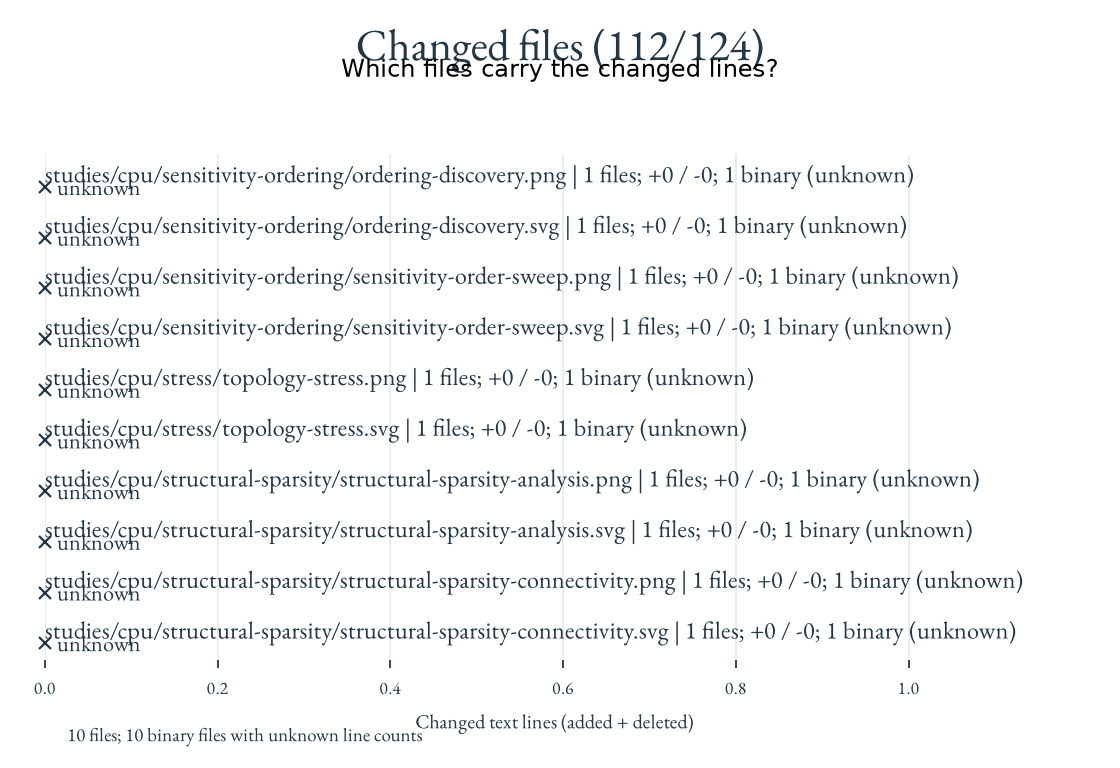 Changed files (112/124)
Which files carry the changed lines?
studies/cpu/sensitivity-ordering/ordering-discovery.png | 1 files; +0 / -0; 1 binary (unknown)
unknown
studies/cpu/sensitivity-ordering/ordering-discovery.svg | 1 files; +0 / -0; 1 binary (unknown)
unknown
studies/cpu/sensitivity-ordering/sensitivity-order-sweep.png | 1 files; +0 / -0; 1 binary (unknown)
unknown
studies/cpu/sensitivity-ordering/sensitivity-order-sweep.svg | 1 files; +0 / -0; 1 binary (unknown)
unknown
studies/cpu/stress/topology-stress.png | 1 files; +0 / -0; 1 binary (unknown)
unknown
studies/cpu/stress/topology-stress.svg | 1 files; +0 / -0; 1 binary (unknown)
unknown
studies/cpu/structural-sparsity/structural-sparsity-analysis.png | 1 files; +0 / -0; 1 binary (unknown)
unknown
studies/cpu/structural-sparsity/structural-sparsity-analysis.svg | 1 files; +0 / -0; 1 binary (unknown)
unknown
studies/cpu/structural-sparsity/structural-sparsity-connectivity.png | 1 files; +0 / -0; 1 binary (unknown)
unknown
studies/cpu/structural-sparsity/structural-sparsity-connectivity.svg | 1 files; +0 / -0; 1 binary (unknown)
unknown
0.0 0.2 0.4 0.6 0.8 1.0
Changed text lines (added + deleted)
10 files; 10 binary files with unknown line counts